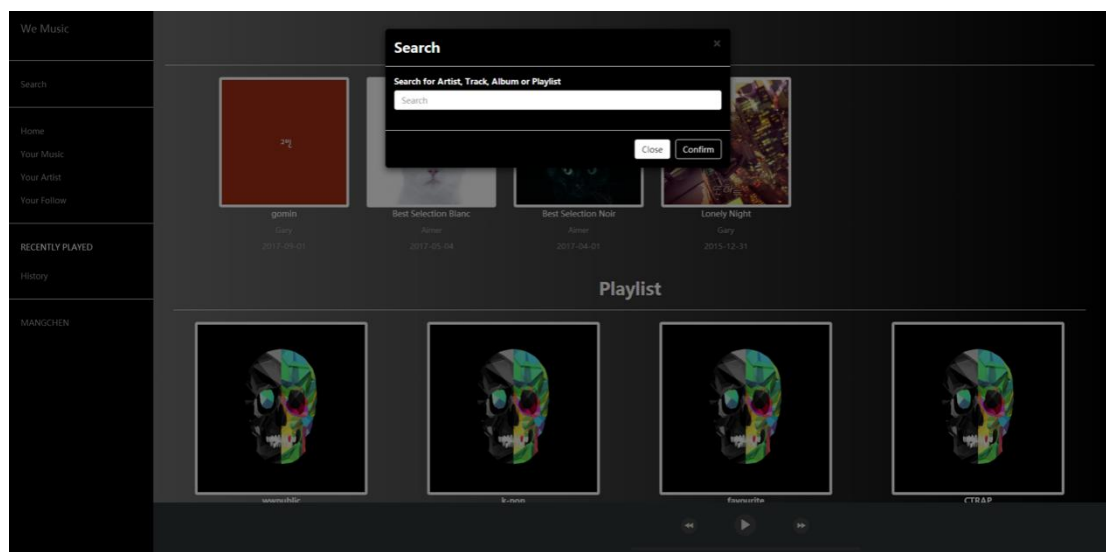 We Music
Search
Home
Your Music
Your Artist
Your Follow
RECENTLY PLAYED
History
MANGCHEN
Search
×
Search for Artist, Track, Album or Playlist
Search
Close
Confirm
gomin
Gary
2017-09-01
Best Selection Blanc
Aimer
2017-05-04
Best Selection Noir
Aimer
2017-04-01
Lonely Night
Gary
2015-12-31
Playlist
k-pop
favourite
CTRAP